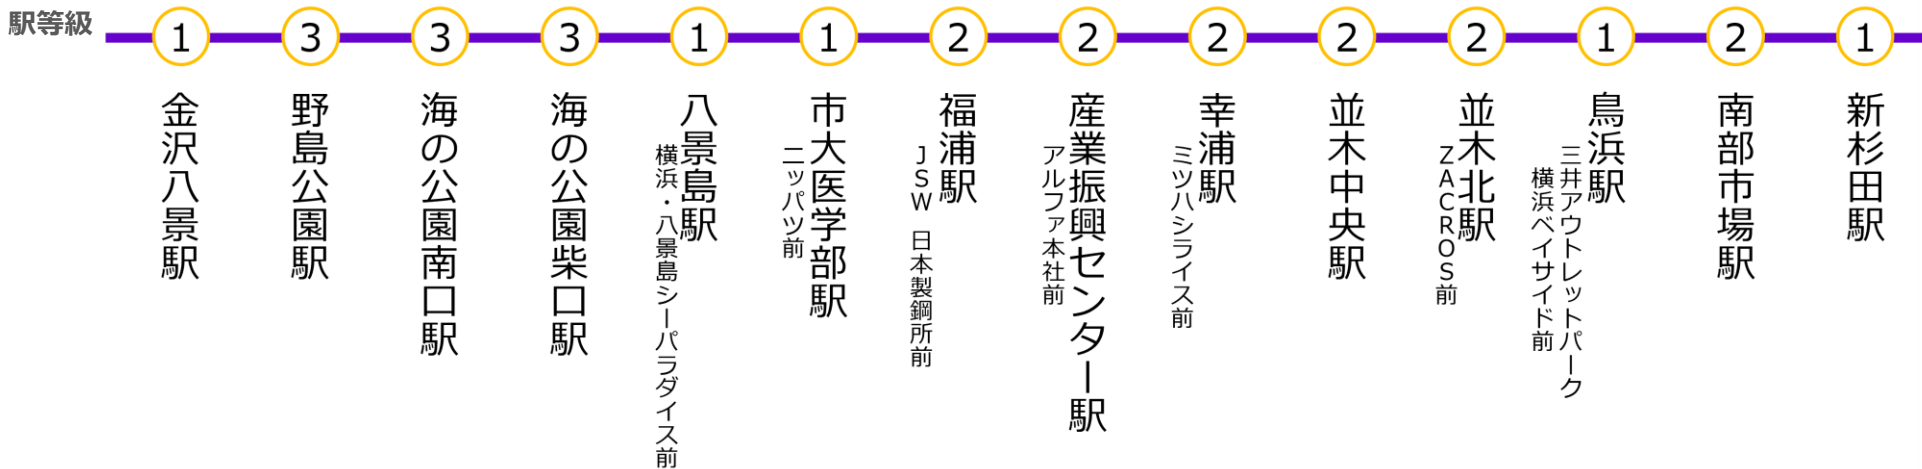 駅等級
1
3
3
3
1
1
2
2
2
2
2
1
2
1
金沢八景駅
野島公園駅
海の公園南口駅
海の公園柴口駅
八景島駅
横浜・八景島シーパラダイス前
市大医学部駅
ニッパツ前
福浦駅
JSW 日本製鋼所前
産業振興センター駅
アルファ本社前
幸浦駅
ミツハシライス前
並木中央駅
並木北駅
ZACROS前
鳥浜駅
三井アウトレットパーク
横浜ベイサイド前
南部市場駅
新杉田駅